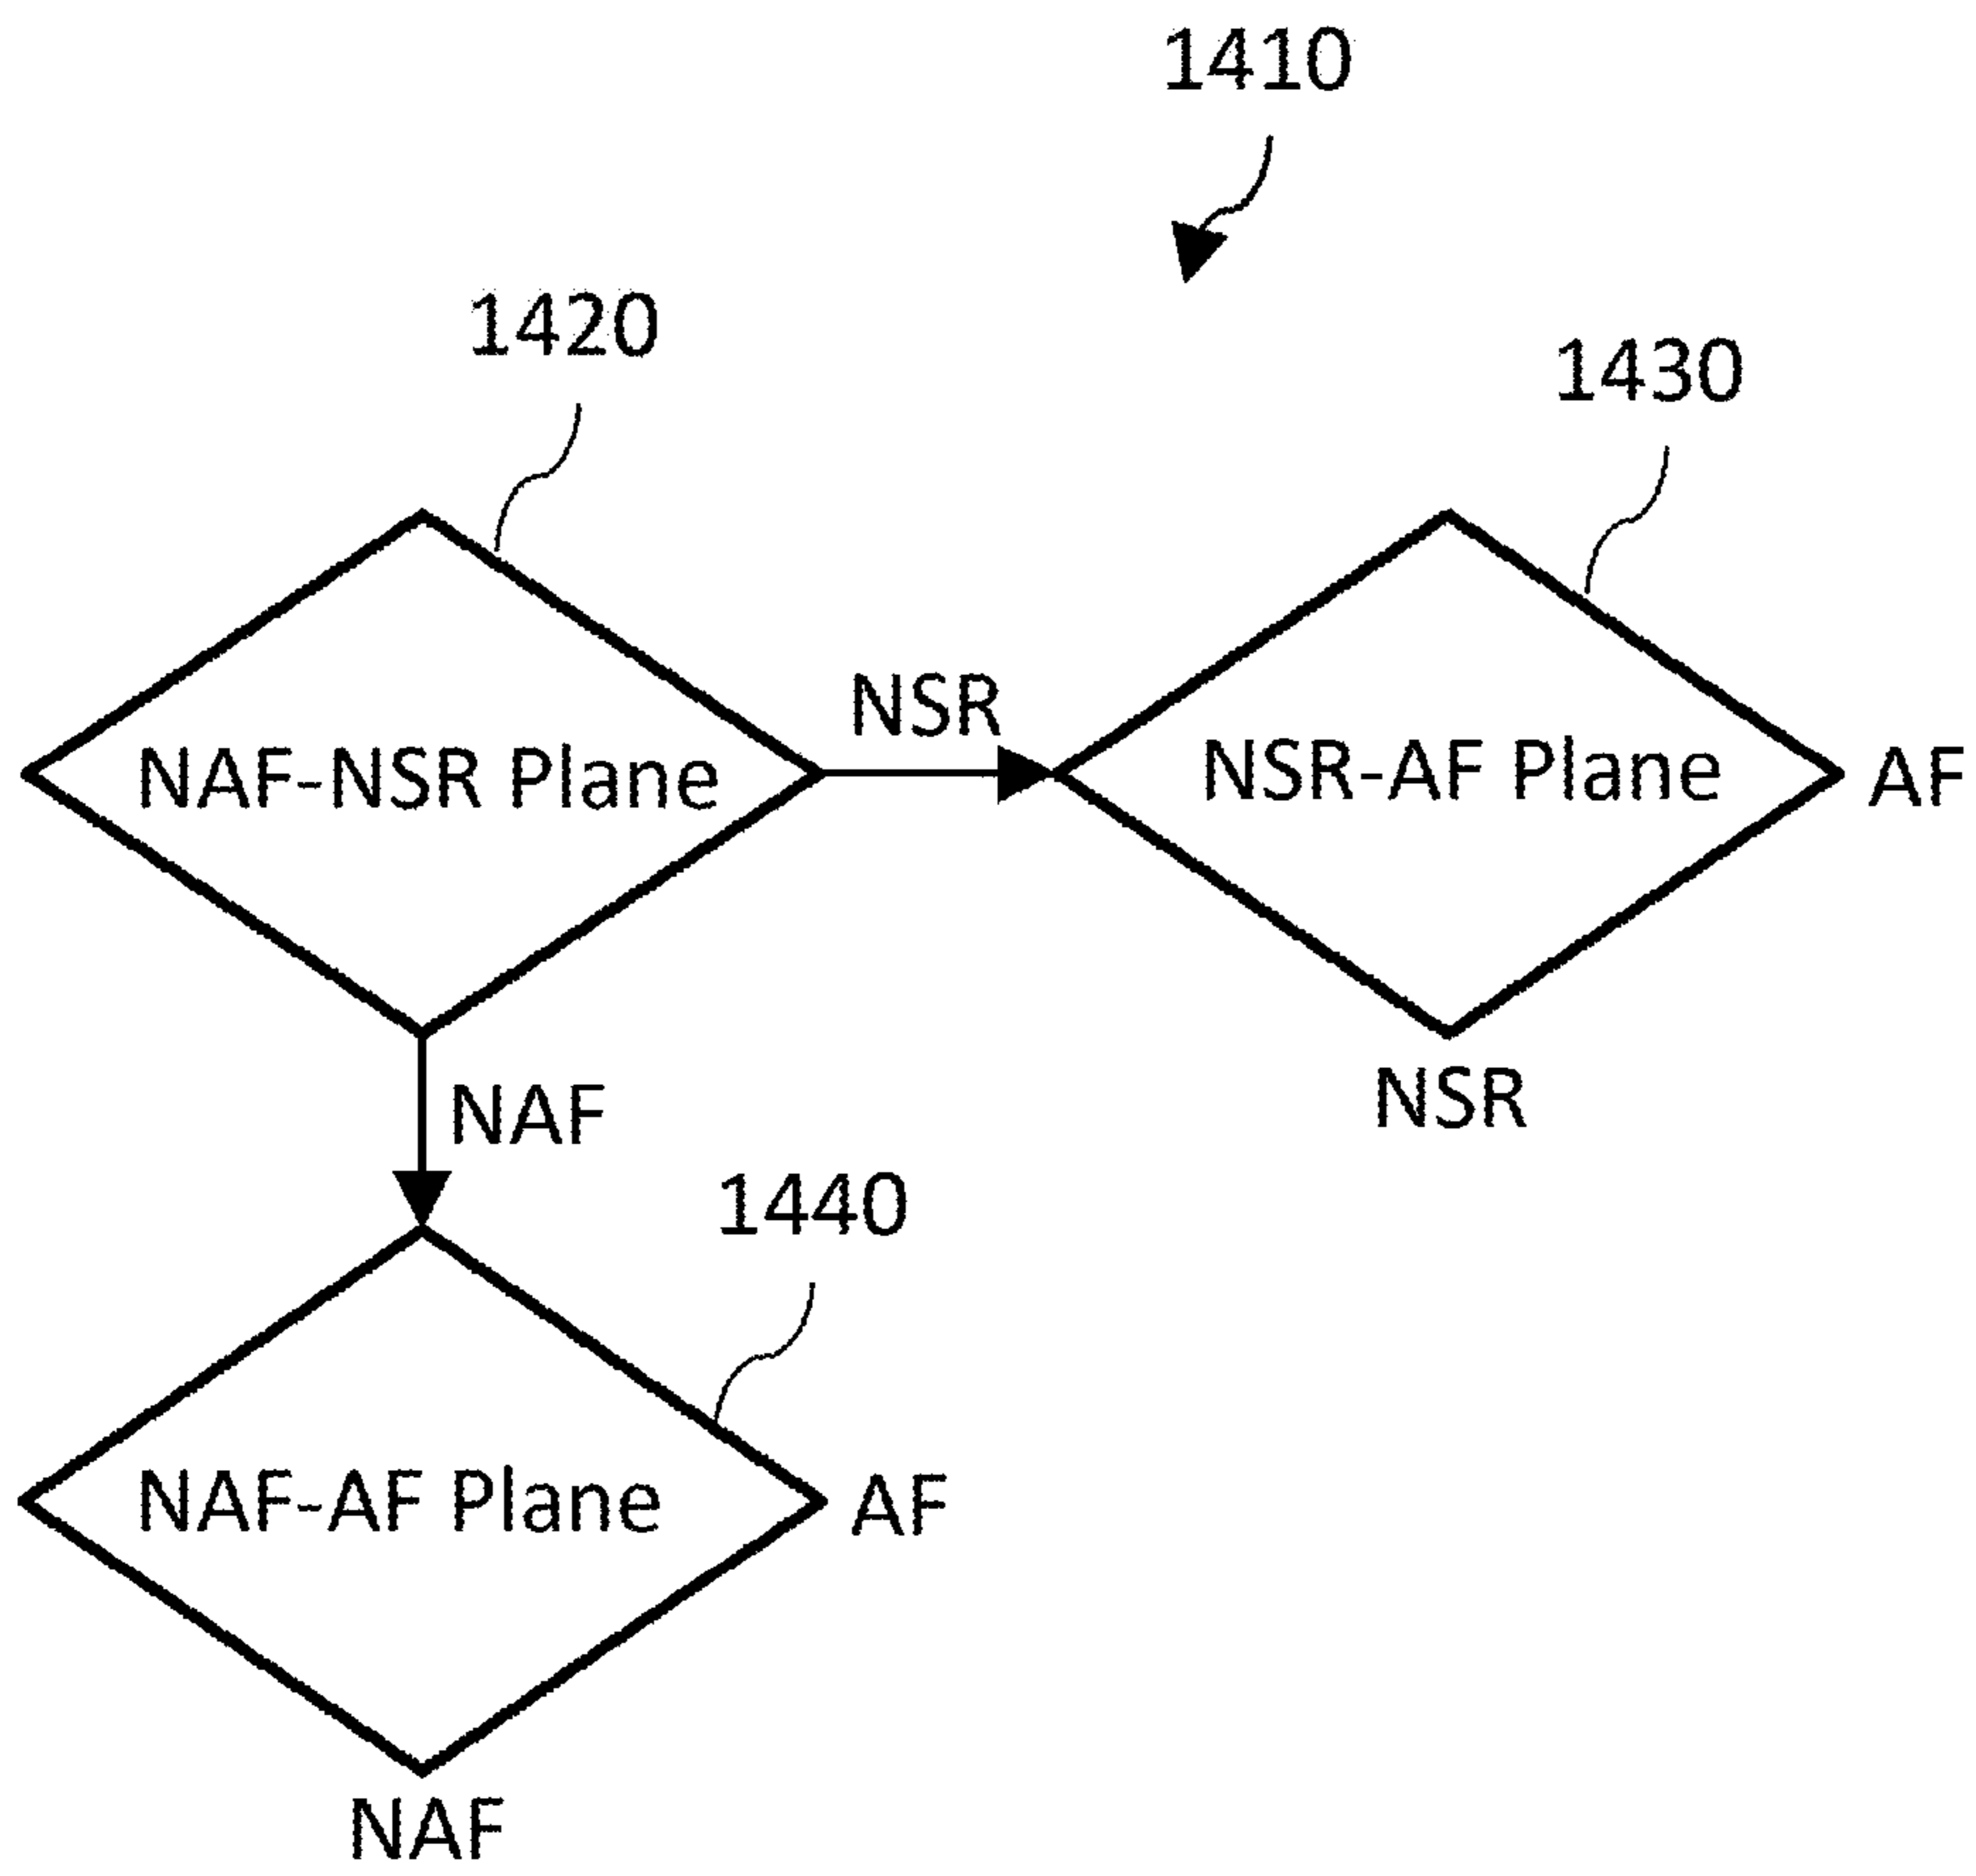 1410
1420
1430
NSR
NAF-NSR Plane
NSR-AF Plane
AF
NSR
NAF
1440
NAF-AF Plane
AF
NAF